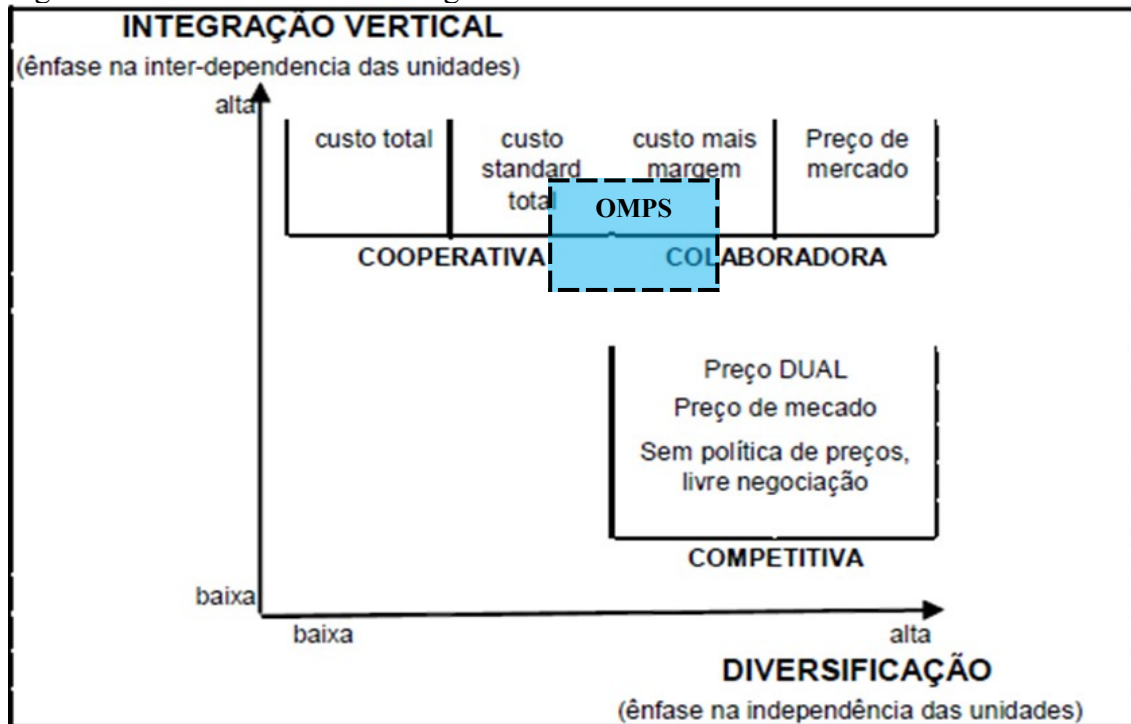 INTEGRAÇÃO VERTICAL
(ênfase na inter-dependencia das unidades)
alta
custo total
custo
standard
total
custo mais
margem
Preço de
mercado
OMPS
COOPERATIVA
COLABORADORA
Preço DUAL
Preço de mecado
Sem política de preços,
livre negociação
COMPETITIVA
baixa
baixa
alta
DIVERSIFICAÇÃO
(ênfase na independência das unidades)